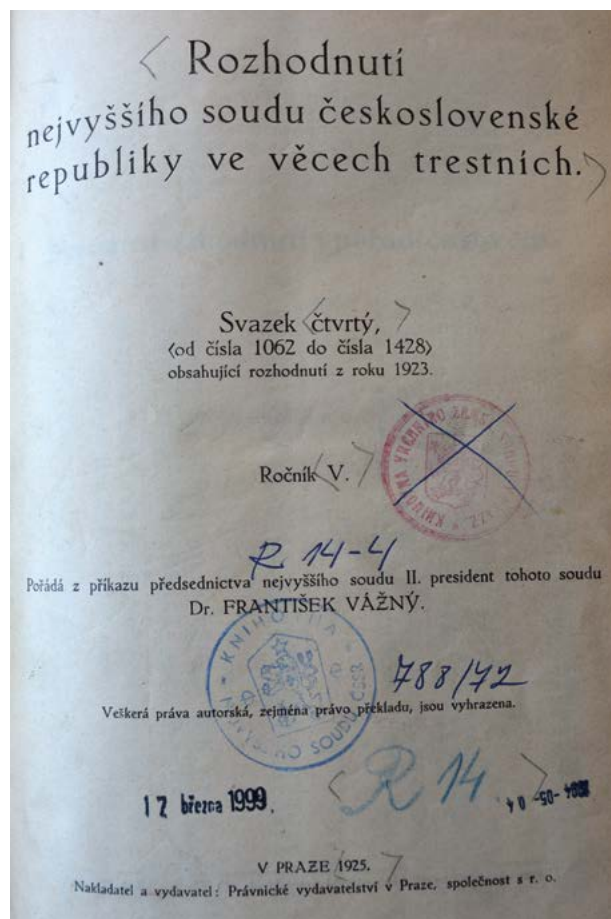 Rozhodnutí
nejvyššího soudu československé
republiky ve věcech trestních.
Svazek čtvrtý,
(od čísla 1062 do čísla 1428)
obsahující rozhodnutí z roku 1923.
Ročník V.
R 14-4
Pořádá z příkazu předsednictva nejvyššího soudu II. president tohoto soudu
Dr. FRANTIŠEK VÁŽNÝ.
788/72
Veškerá práva autorská, zejména právo překladu, jsou vyhrazena.
R 14
17 března 1999.
V PRAZE 1925.
Nakladatel a vydavatel: Právnické vydavatelství v Praze, společnost s r. o.